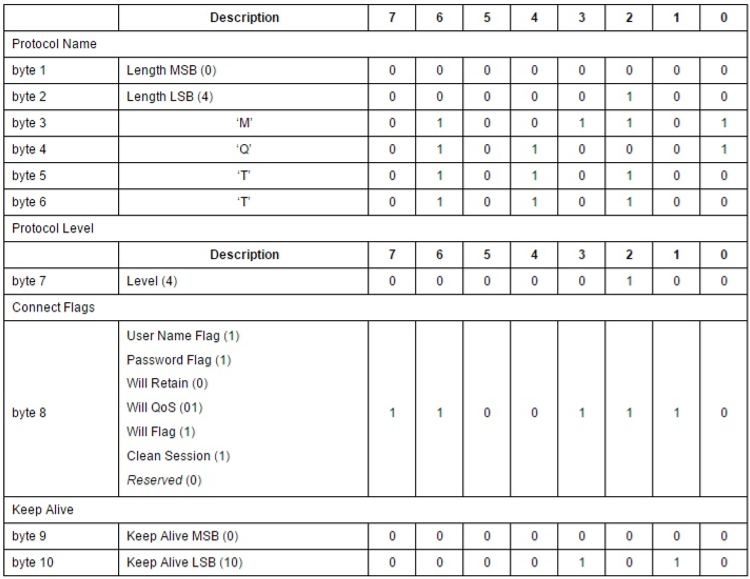 Description 7 6 5 4 3 2 1 0
Protocol Name
byte 1 Length MSB (0) 0 0 0 0 0 0 0 0
byte 2 Length LSB (4) 0 0 0 0 0 1 0 0
byte 3 ‘M’ 0 1 0 0 1 1 0 1
byte 4 ‘Q’ 0 1 0 1 0 0 0 1
byte 5 ‘T’ 0 1 0 1 0 1 0 0
byte 6 ‘T’ 0 1 0 1 0 1 0 0
Protocol Level
Description 7 6 5 4 3 2 1 0
byte 7 Level (4) 0 0 0 0 0 1 0 0
Connect Flags
User Name Flag (1)
Password Flag (1)
Will Retain (0)
byte 8 Will QoS (01) 1 1 0 0 1 1 1 0
Will Flag (1)
Clean Session (1)
Reserved (0)
Keep Alive
byte 9 Keep Alive MSB (0) 0 0 0 0 0 0 0 0
byte 10 Keep Alive LSB (10) 0 0 0 0 1 0 1 0